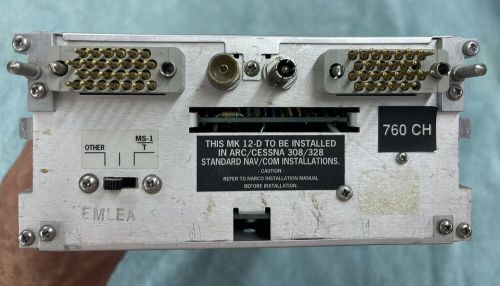 MS-1
OTHER
T
THIS MK 12-D TO BE INSTALLED
IN ARC/CESSNA 308/328
STANDARD NAV/COM INSTALLATIONS.
- CAUTION -
REFER TO NARCO INSTALLATION MANUAL
BEFORE INSTALLATION.
760 CH
EMLEA